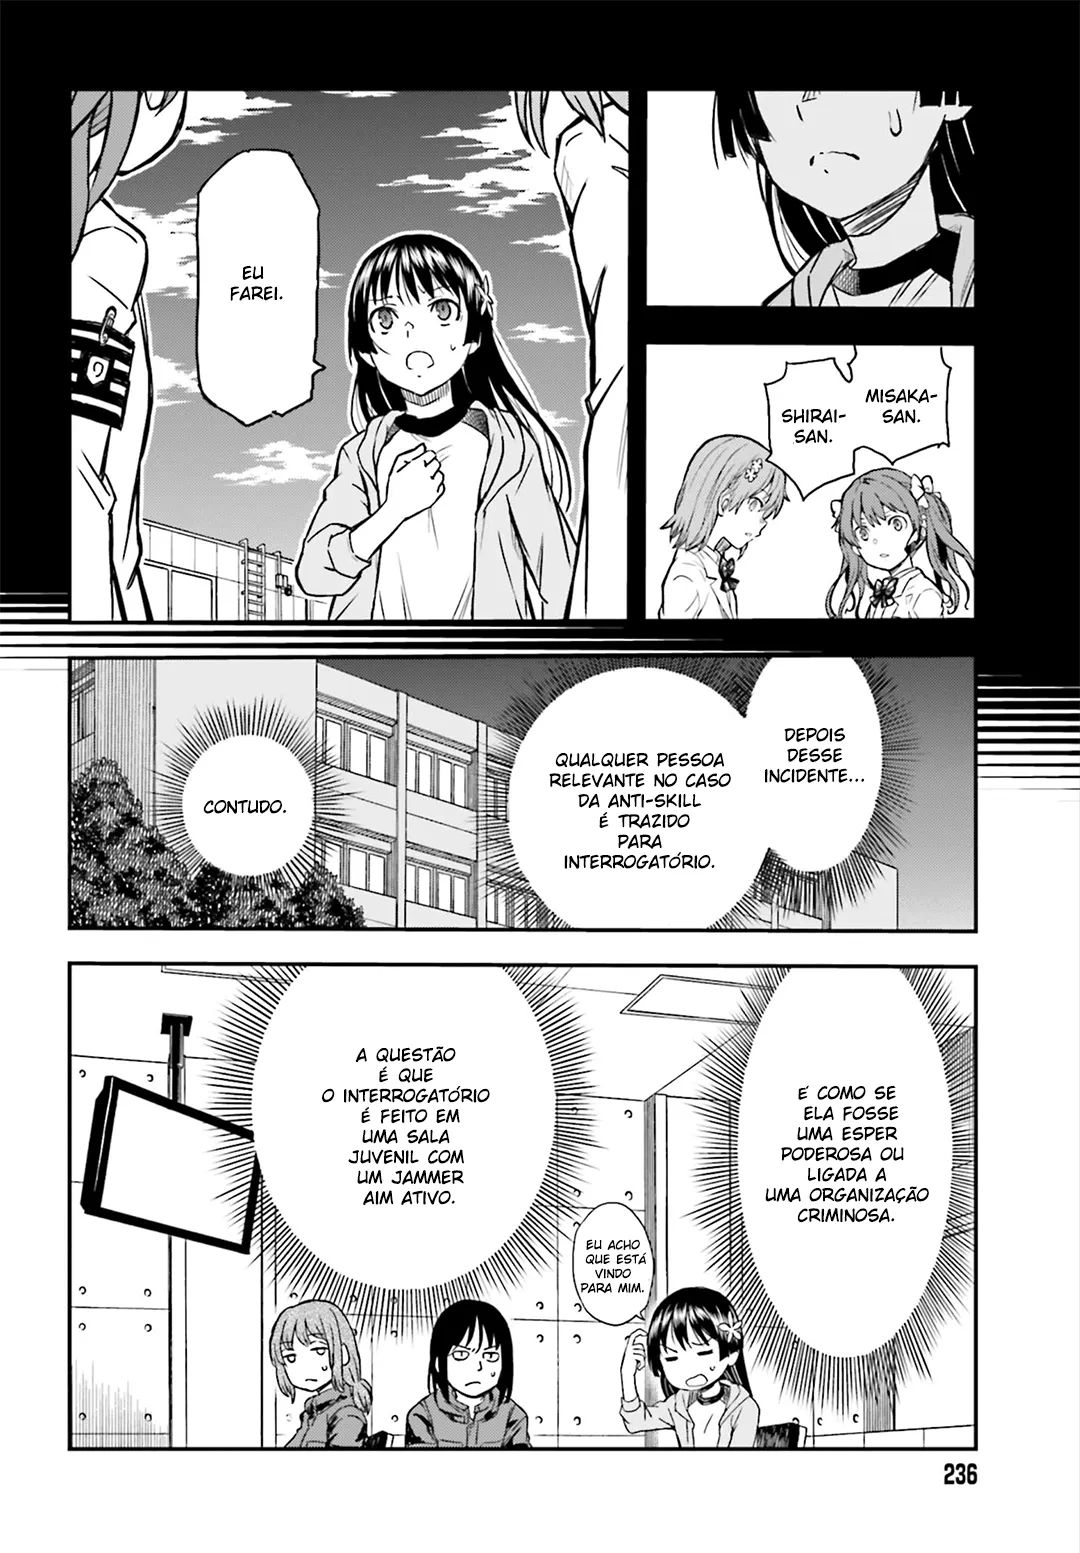 MISAKA-
SAN.
SHIRAI-
SAN.
EU
FAREI.
DEPOIS
DESSE
INCIDENTE...
QUALQUER PESSOA
RELEVANTE NO CASO
DA ANTI-SKILL
É TRAZIDO
PARA
INTERROGATÓRIO.
CONTUDO.
É COMO SE
ELA FOSSE
UMA ESPER
PODEROSA OU
LIGADA A
UMA ORGANIZAÇÃO
CRIMINOSA.
A QUESTÃO
É QUE
O INTERROGATÓRIO
É FEITO EM
UMA SALA
JUVENIL COM
UM JAMMER
AIM ATIVO.
EU ACHO
QUE ESTÁ
VINDO
PARA MIM.
236